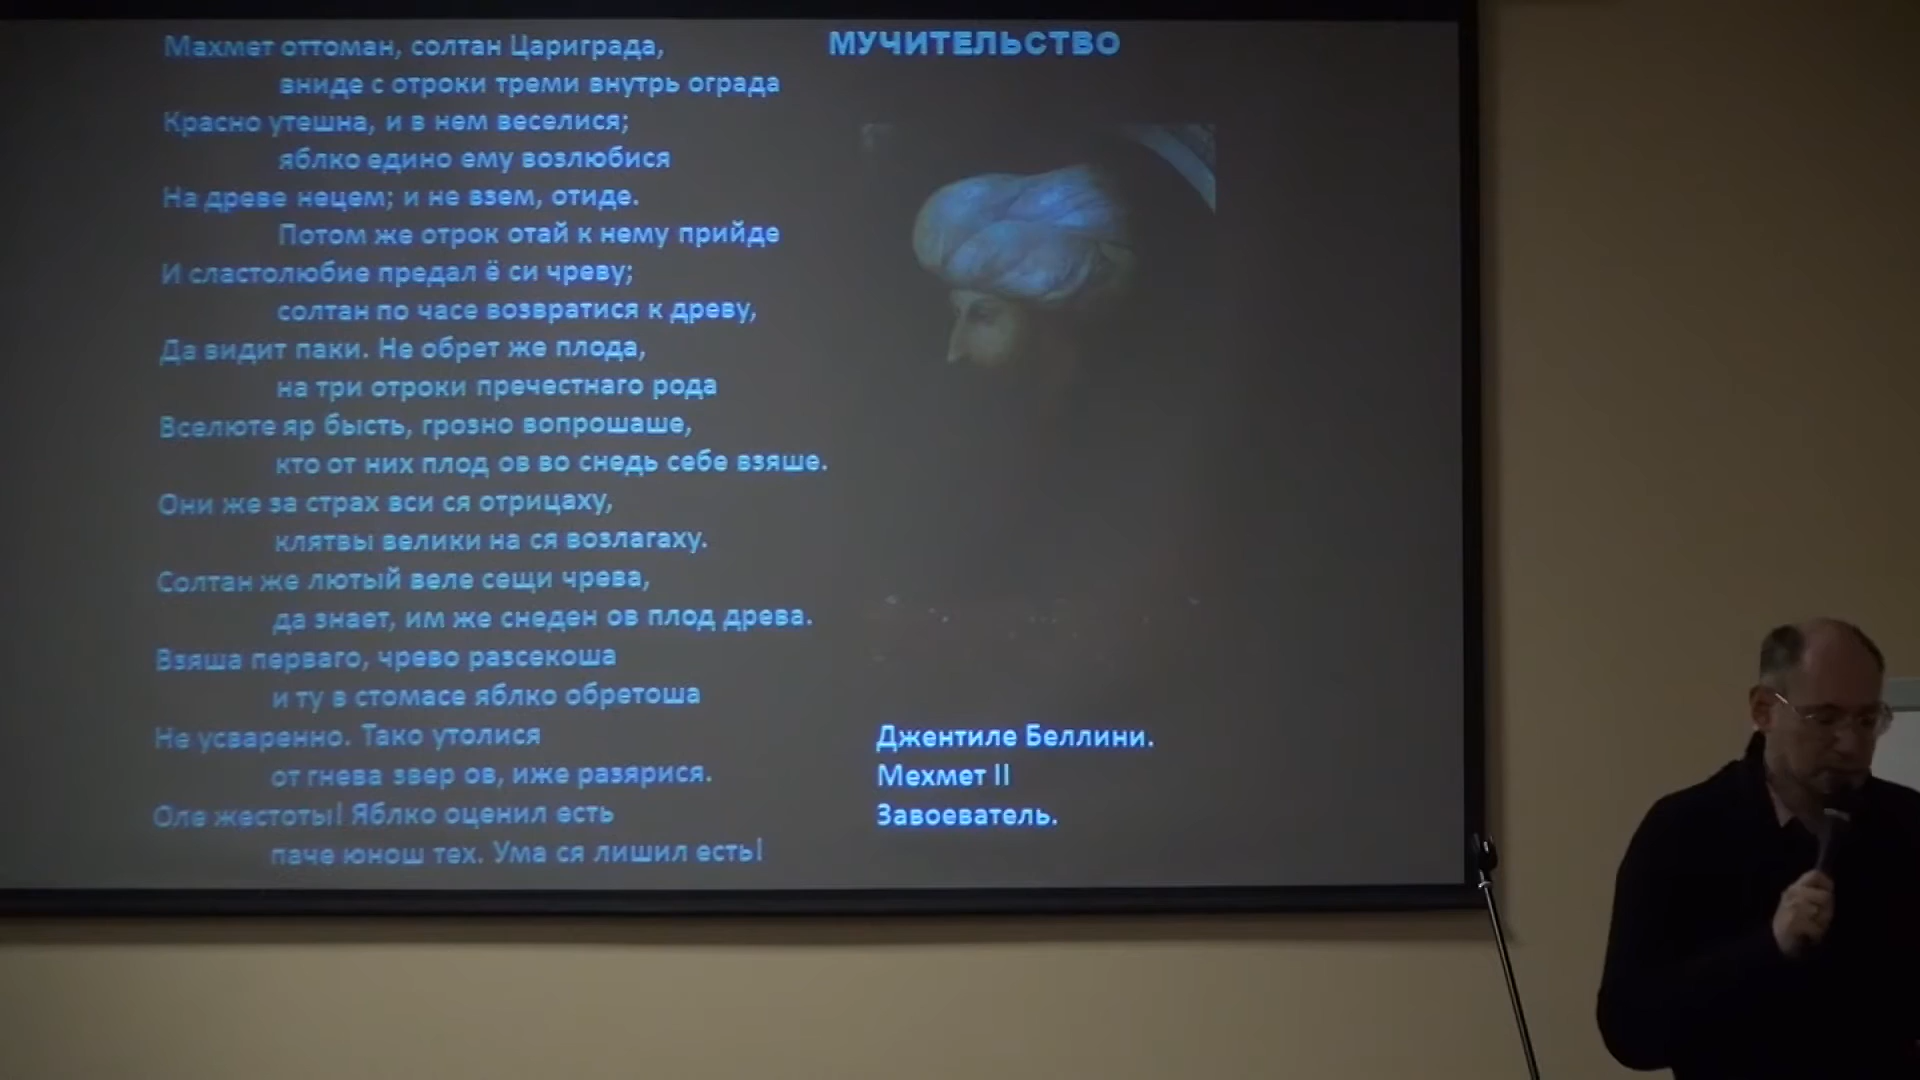 МУЧИТЕЛЬСТВО
Махмет оттоман, солтан Цариграда,
вниде с отроки треми внутрь ограда
Красно утешна, и в нем веселися;
яблко едино ему возлюбися
На древе нецем; и не взем, отиде.
Потом же отрок отай к нему прийде
И сластолюбие предал ё си чреву;
солтан по часе возвратися к древу,
Да видит паки. Не обрет же плода,
на три отроки пречестнаго рода
Вселюте яр бысть, грозно вопрошаше,
кто от них плод ов во снедь себе взяше.
Они же за страх вси ся отрицаху,
клятвы велики на ся возлагаху.
Солтан же лютый веле сещи чрева,
да знает, им же снеден ов плод древа.
Взяша перваго, чрево разсекоша
и ту в стомасе яблко обретоша
Не усваренно. Тако утолися
от гнева звер ов, иже разярися.
Оле жестоты! Яблко оценил есть
паче юнош тех. Ума ся лишил есть!
Джентиле Беллини.
Мехмет II
Завоеватель.